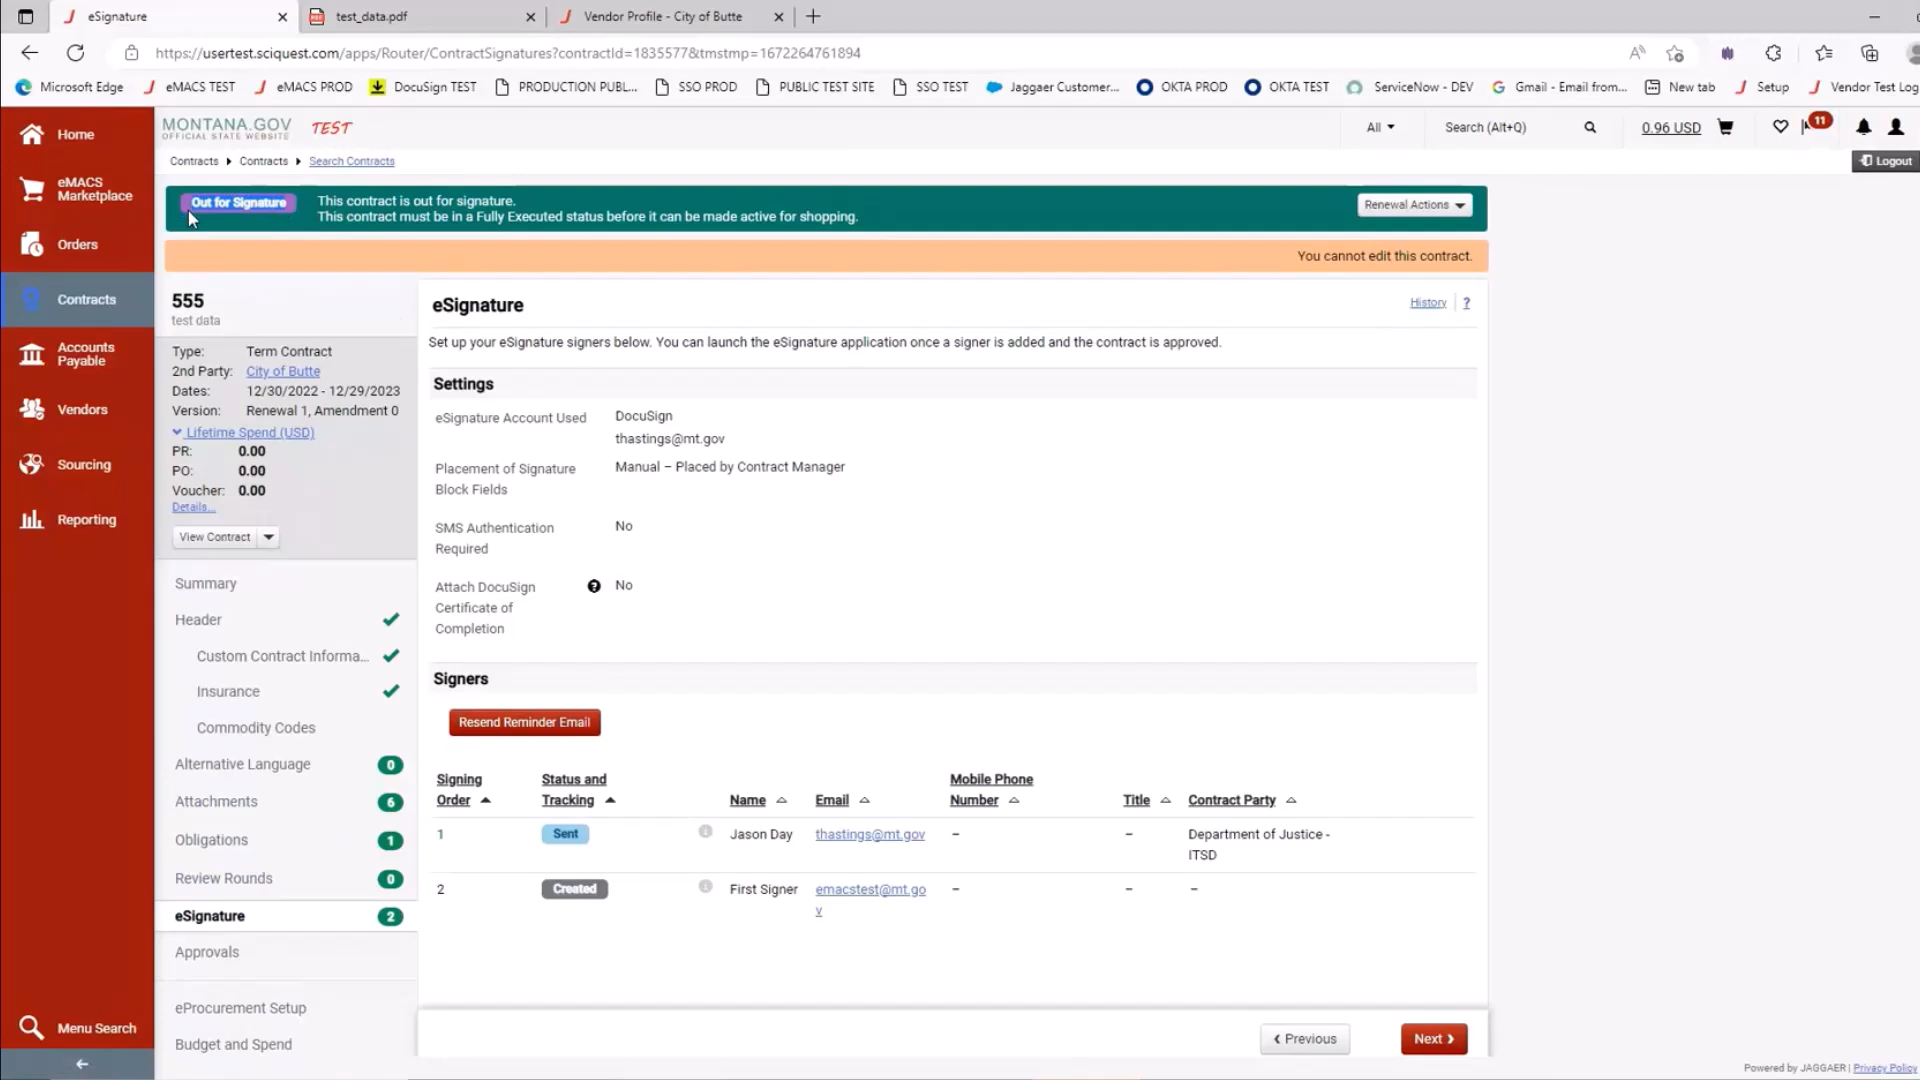 eSignature
test_data.pdf
Vendor Profile - City of Butte
https://usertest.sciquest.com/apps/Router/ContractSignatures?contractId=1835577&tmstmp=1672264761894
Microsoft Edge
eMACS TEST
eMACS PROD
DocuSign TEST
PRODUCTION PUBL...
SSO PROD
PUBLIC TEST SITE
SSO TEST
Jaggaer Customer...
OKTA PROD
OKTA TEST
ServiceNow - DEV
Gmail - Email from...
New tab
Setup
Vendor Test Log
Home
eMACS
Marketplace
Orders
Contracts
Accounts
Payable
Vendors
Sourcing
Reporting
Menu Search
MONTANA.GOV
OFFICIAL STATE WEBSITE
TEST
All
Search (Alt+Q)
0.96 USD
11
Contracts
Contracts
Search Contracts
Logout
Out for Signature
This contract is out for signature.
This contract must be in a Fully Executed status before it can be made active for shopping.
Renewal Actions
You cannot edit this contract.
555
test data
Type: Term Contract
2nd Party: City of Butte
Dates: 12/30/2022 - 12/29/2023
Version: Renewal 1, Amendment 0
Lifetime Spend (USD)
PR: 0.00
PO: 0.00
Voucher: 0.00
Details...
View Contract
Summary
Header
Custom Contract Informa...
Insurance
Commodity Codes
Alternative Language 0
Attachments 6
Obligations 1
Review Rounds 0
eSignature 2
Approvals
eProcurement Setup
Budget and Spend
eSignature
History
?
Set up your eSignature signers below. You can launch the eSignature application once a signer is added and the contract is approved.
Settings
eSignature Account Used
DocuSign
thastings@mt.gov
Placement of Signature
Block Fields
Manual – Placed by Contract Manager
SMS Authentication
Required
No
Attach DocuSign
Certificate of
Completion
?
No
Signers
Resend Reminder Email
Signing
Order
Status and
Tracking
Name
Email
Mobile Phone
Number
Title
Contract Party
1 Sent Jason Day thastings@mt.gov – – Department of Justice -
ITSD
2 Created First Signer emacstest@mt.go – – –
v
Previous
Next
Powered by JAGGAER | Privacy Policy